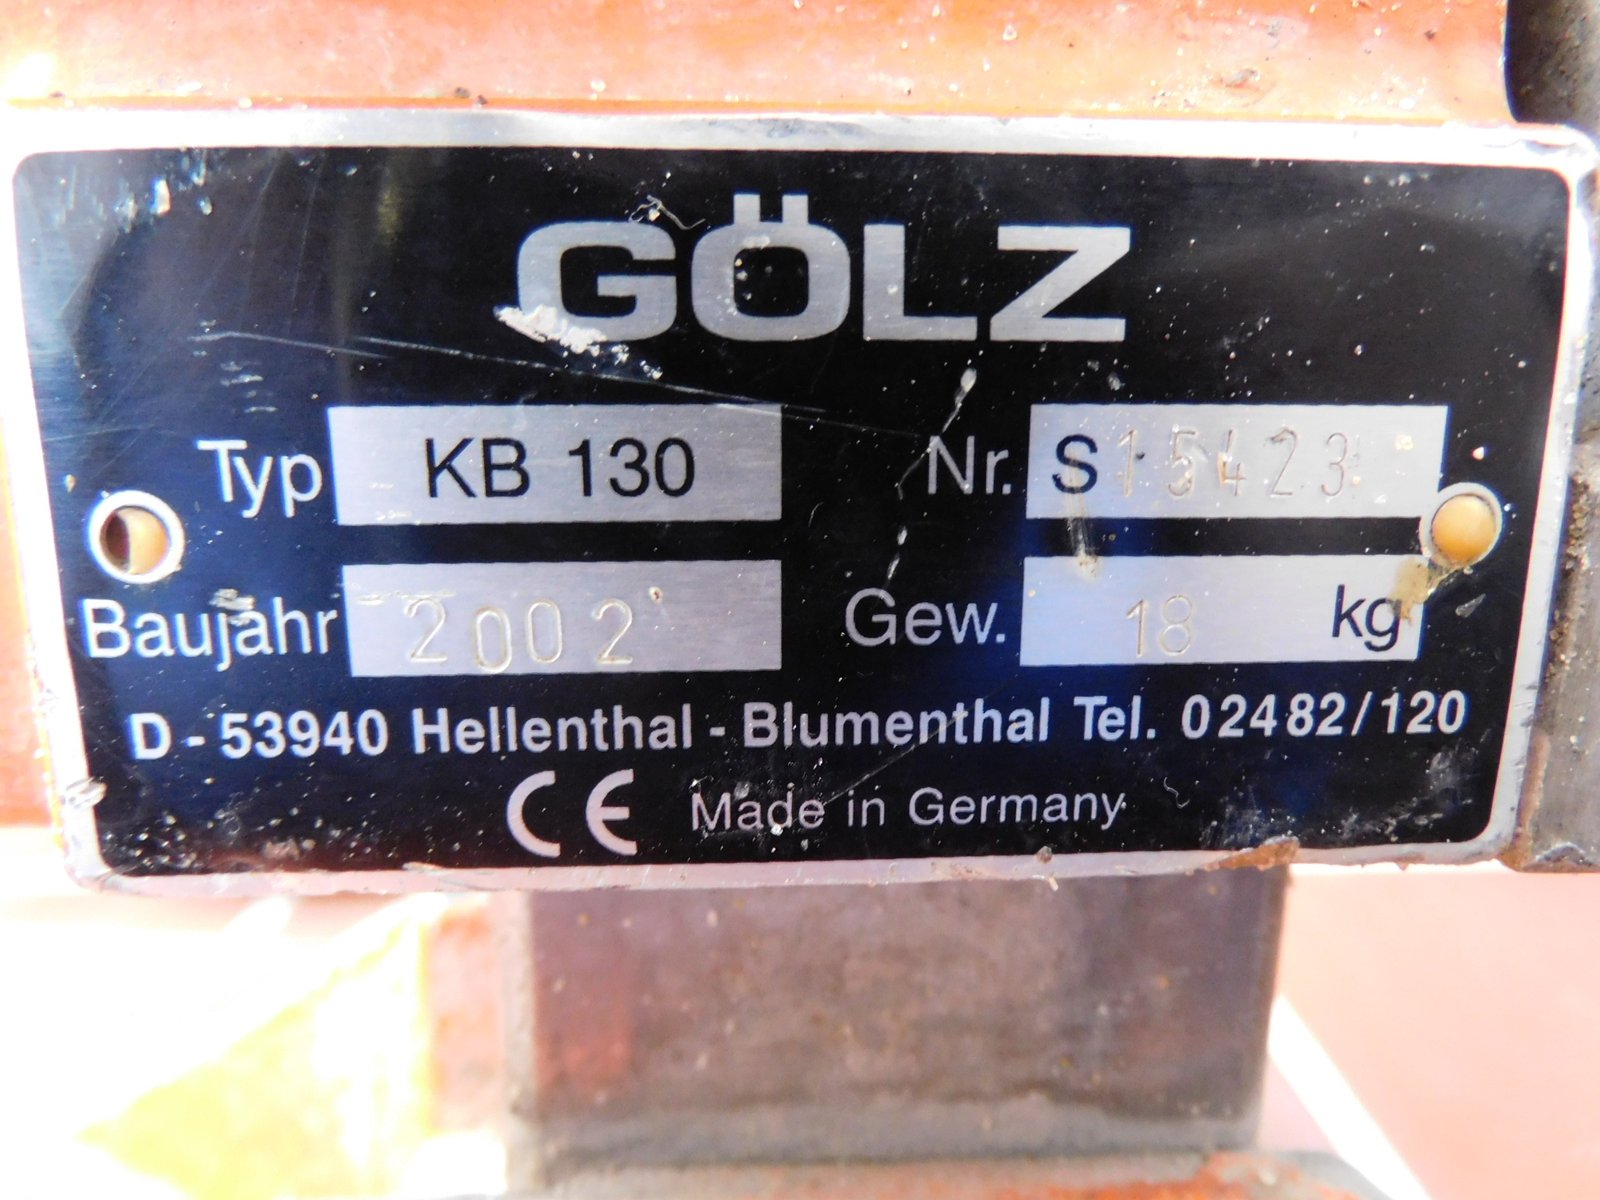 GÖLZ
Typ KB 130 Nr. S 15423
Baujahr 2002 Gew. 18 kg
D - 53940 Hellenthal - Blumenthal Tel. 02482/120
CE Made in Germany